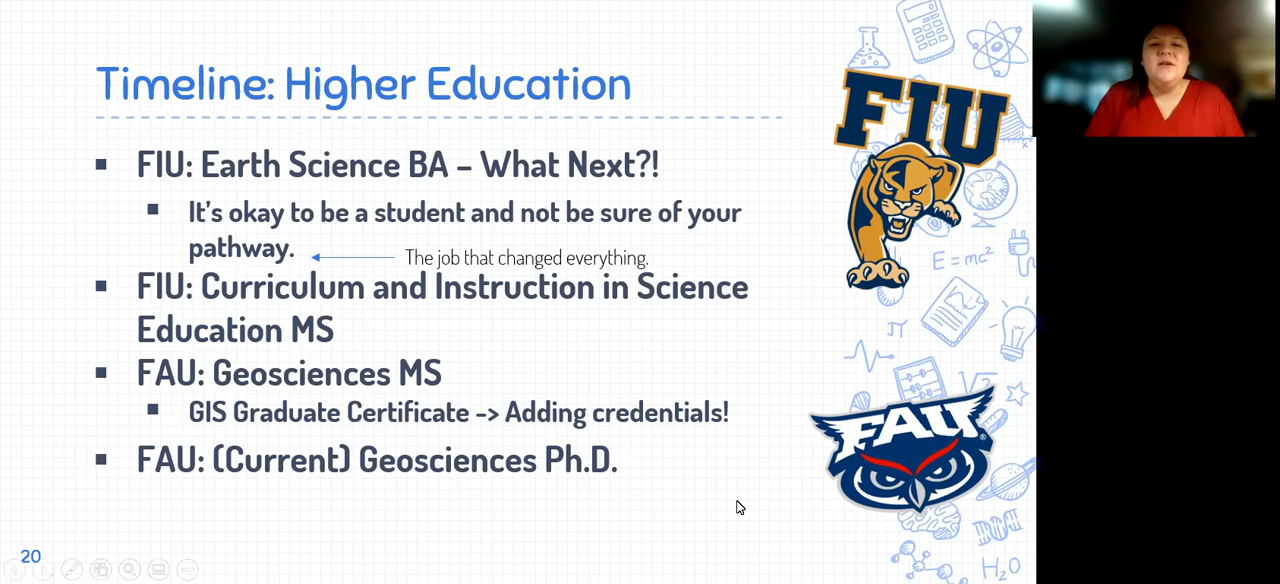 Timeline: Higher Education
FIU: Earth Science BA – What Next?!
It's okay to be a student and not be sure of your
pathway.
The job that changed everything.
FIU: Curriculum and Instruction in Science
Education MS
FAU: Geosciences MS
GIS Graduate Certificate -> Adding credentials!
FAU: (Current) Geosciences Ph.D.
20
FIU
E=mc²
π
√2
FAU
®
H₂O